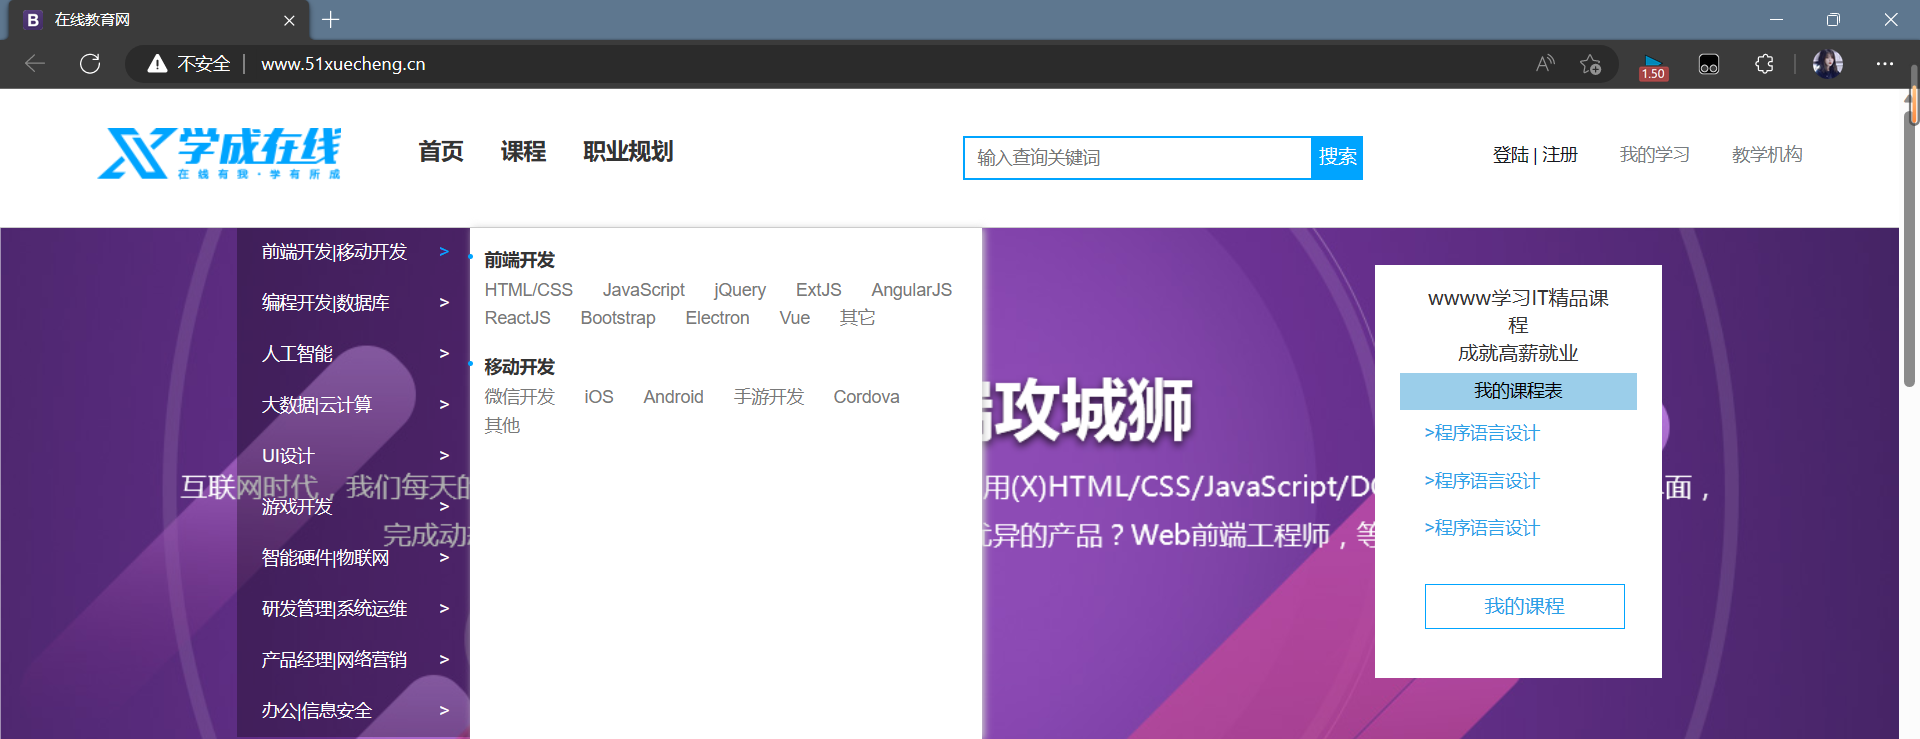 B 在线教育网
不安全 www.51xuecheng.cn
1.50
学成在线
在线有我·学有所成
首页 课程 职业规划
输入查询关键词 搜索
登陆 | 注册 我的学习 教学机构
前端开发|移动开发 >
编程开发|数据库 >
人工智能 >
大数据|云计算 >
UI设计 >
游戏开发 >
智能硬件|物联网 >
研发管理|系统运维 >
产品经理|网络营销 >
办公|信息安全 >
前端开发
HTML/CSS JavaScript jQuery ExtJS AngularJS
ReactJS Bootstrap Electron Vue 其它
移动开发
微信开发 iOS Android 手游开发 Cordova
其他
攻城狮
互联网时代，我们每天的
用(X)HTML/CSS/JavaScript/DO
面，
完成动
异的产品？Web前端工程师，等
wwww学习IT精品课
程
成就高薪就业
我的课程表
>程序语言设计
>程序语言设计
>程序语言设计
我的课程